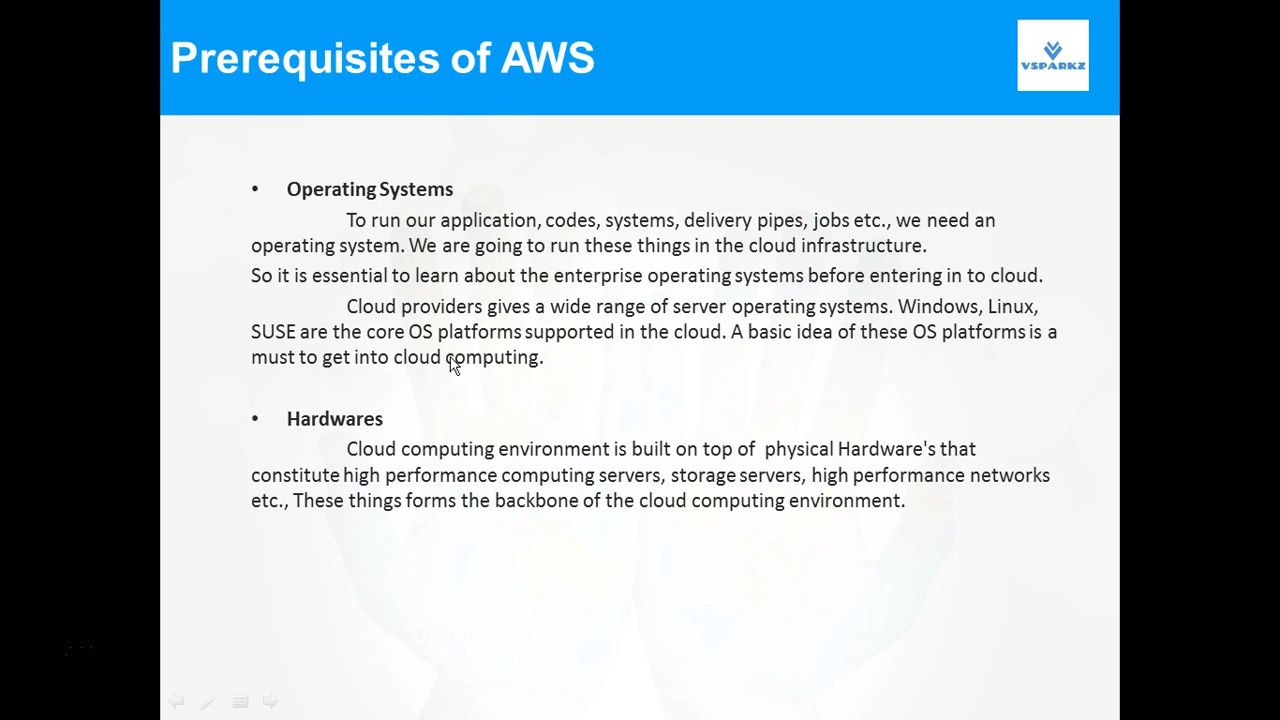 Prerequisites of AWS
VSPARKZ
• Operating Systems
To run our application, codes, systems, delivery pipes, jobs etc., we need an
operating system. We are going to run these things in the cloud infrastructure.
So it is essential to learn about the enterprise operating systems before entering in to cloud.
Cloud providers gives a wide range of server operating systems. Windows, Linux,
SUSE are the core OS platforms supported in the cloud. A basic idea of these OS platforms is a
must to get into cloud computing.
• Hardwares
Cloud computing environment is built on top of physical Hardware's that
constitute high performance computing servers, storage servers, high performance networks
etc., These things forms the backbone of the cloud computing environment.